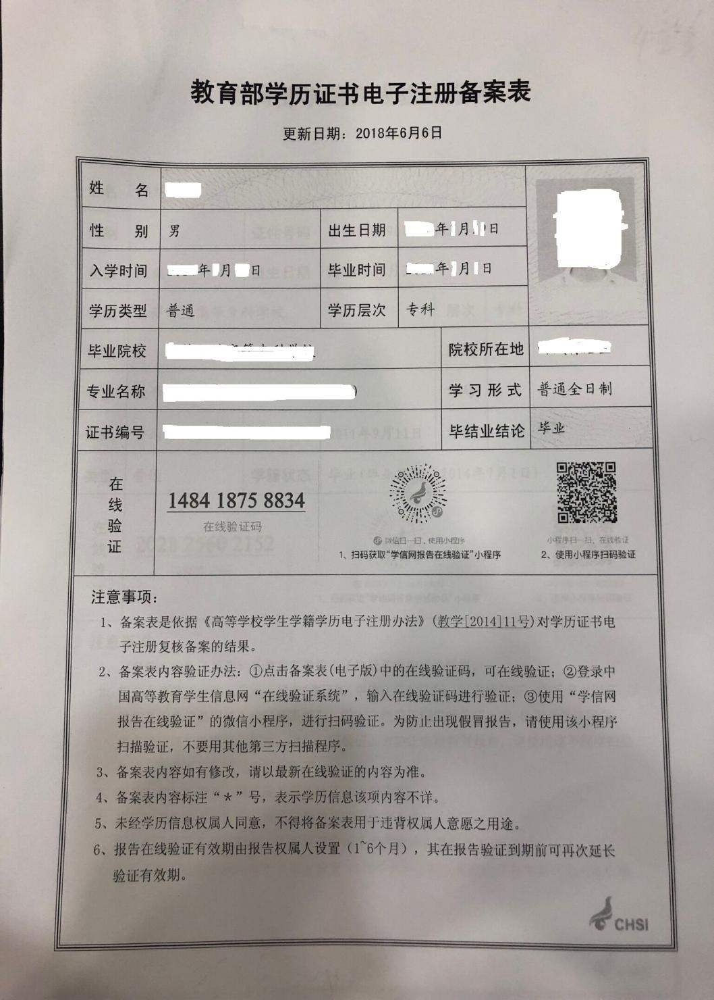 教育部学历证书电子注册备案表
更新日期：2018年6月6日
姓 名
性 别 男 出生日期 年 月 日
入学时间 年 月 日 毕业时间 年 月 日
学历类型 普通 学历层次 专科
毕业院校 院校所在地
专业名称 ) 学习形式 普通全日制
证书编号 毕结业结论 毕业
在线验证
1484 1875 8834
在线验证码
微信扫一扫，使用小程序
1、扫码获取“学信网报告在线验证”小程序
小程序扫一扫，在线验证
2、使用小程序扫码验证
注意事项：
1、备案表是依据《高等学校学生学籍学历电子注册办法》(教学[2014]11号)对学历证书电
子注册复核备案的结果。
2、备案表内容验证办法：①点击备案表(电子版)中的在线验证码，可在线验证；②登录中
国高等教育学生信息网“在线验证系统”，输入在线验证码进行验证；③使用“学信网
报告在线验证”的微信小程序，进行扫码验证。为防止出现假冒报告，请使用该小程序
扫描验证，不要用其他第三方扫描程序。
3、备案表内容如有修改，请以最新在线验证的内容为准。
4、备案表内容标注“*”号，表示学历信息该项内容不详。
5、未经学历信息权属人同意，不得将备案表用于违背权属人意愿之用途。
6、报告在线验证有效期由报告权属人设置（1~6个月），其在报告验证到期前可再次延长
验证有效期。
CHSI